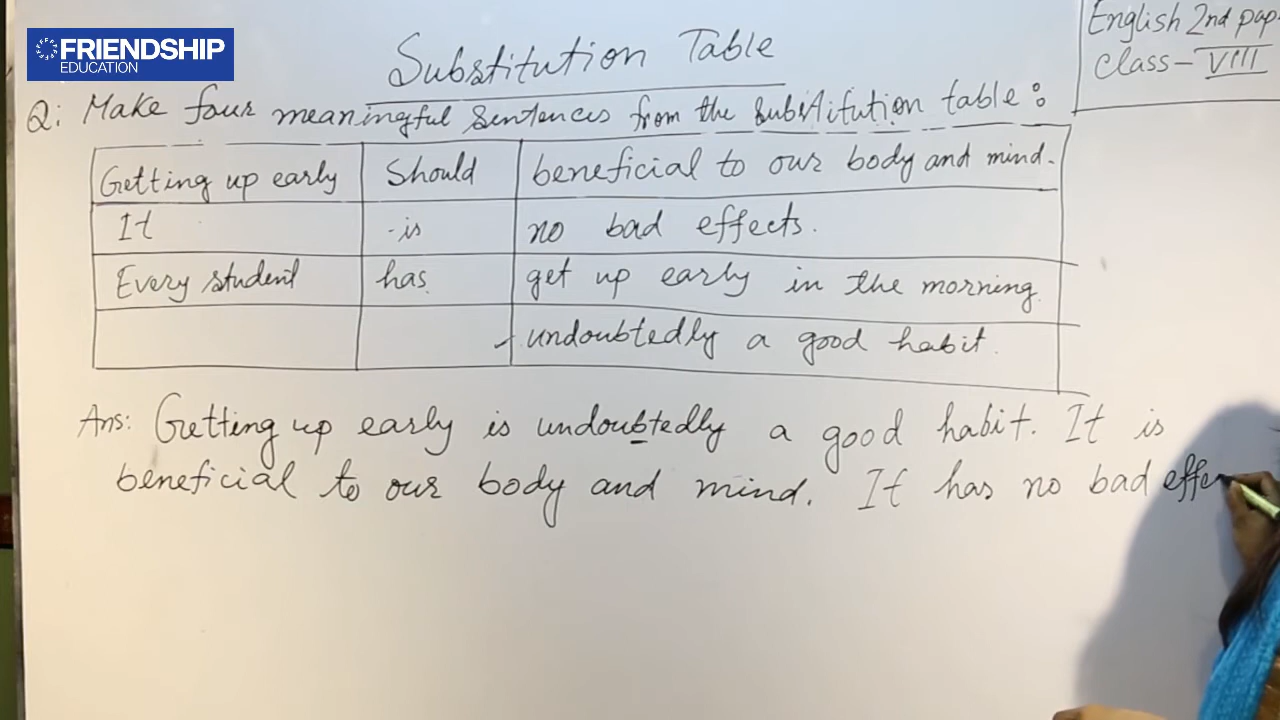 FRIENDSHIP
EDUCATION
English 2nd pap
Class - VIII
Substitution Table
Q: Make four meaningful sentences from the substitution table:
Getting up early Should beneficial to our body and mind.
It is no bad effects.
Every student has get up early in the morning.
undoubtedly a good habit.
Ans: Getting up early is undoubtedly a good habit. It is
beneficial to our body and mind. It has no bad effe